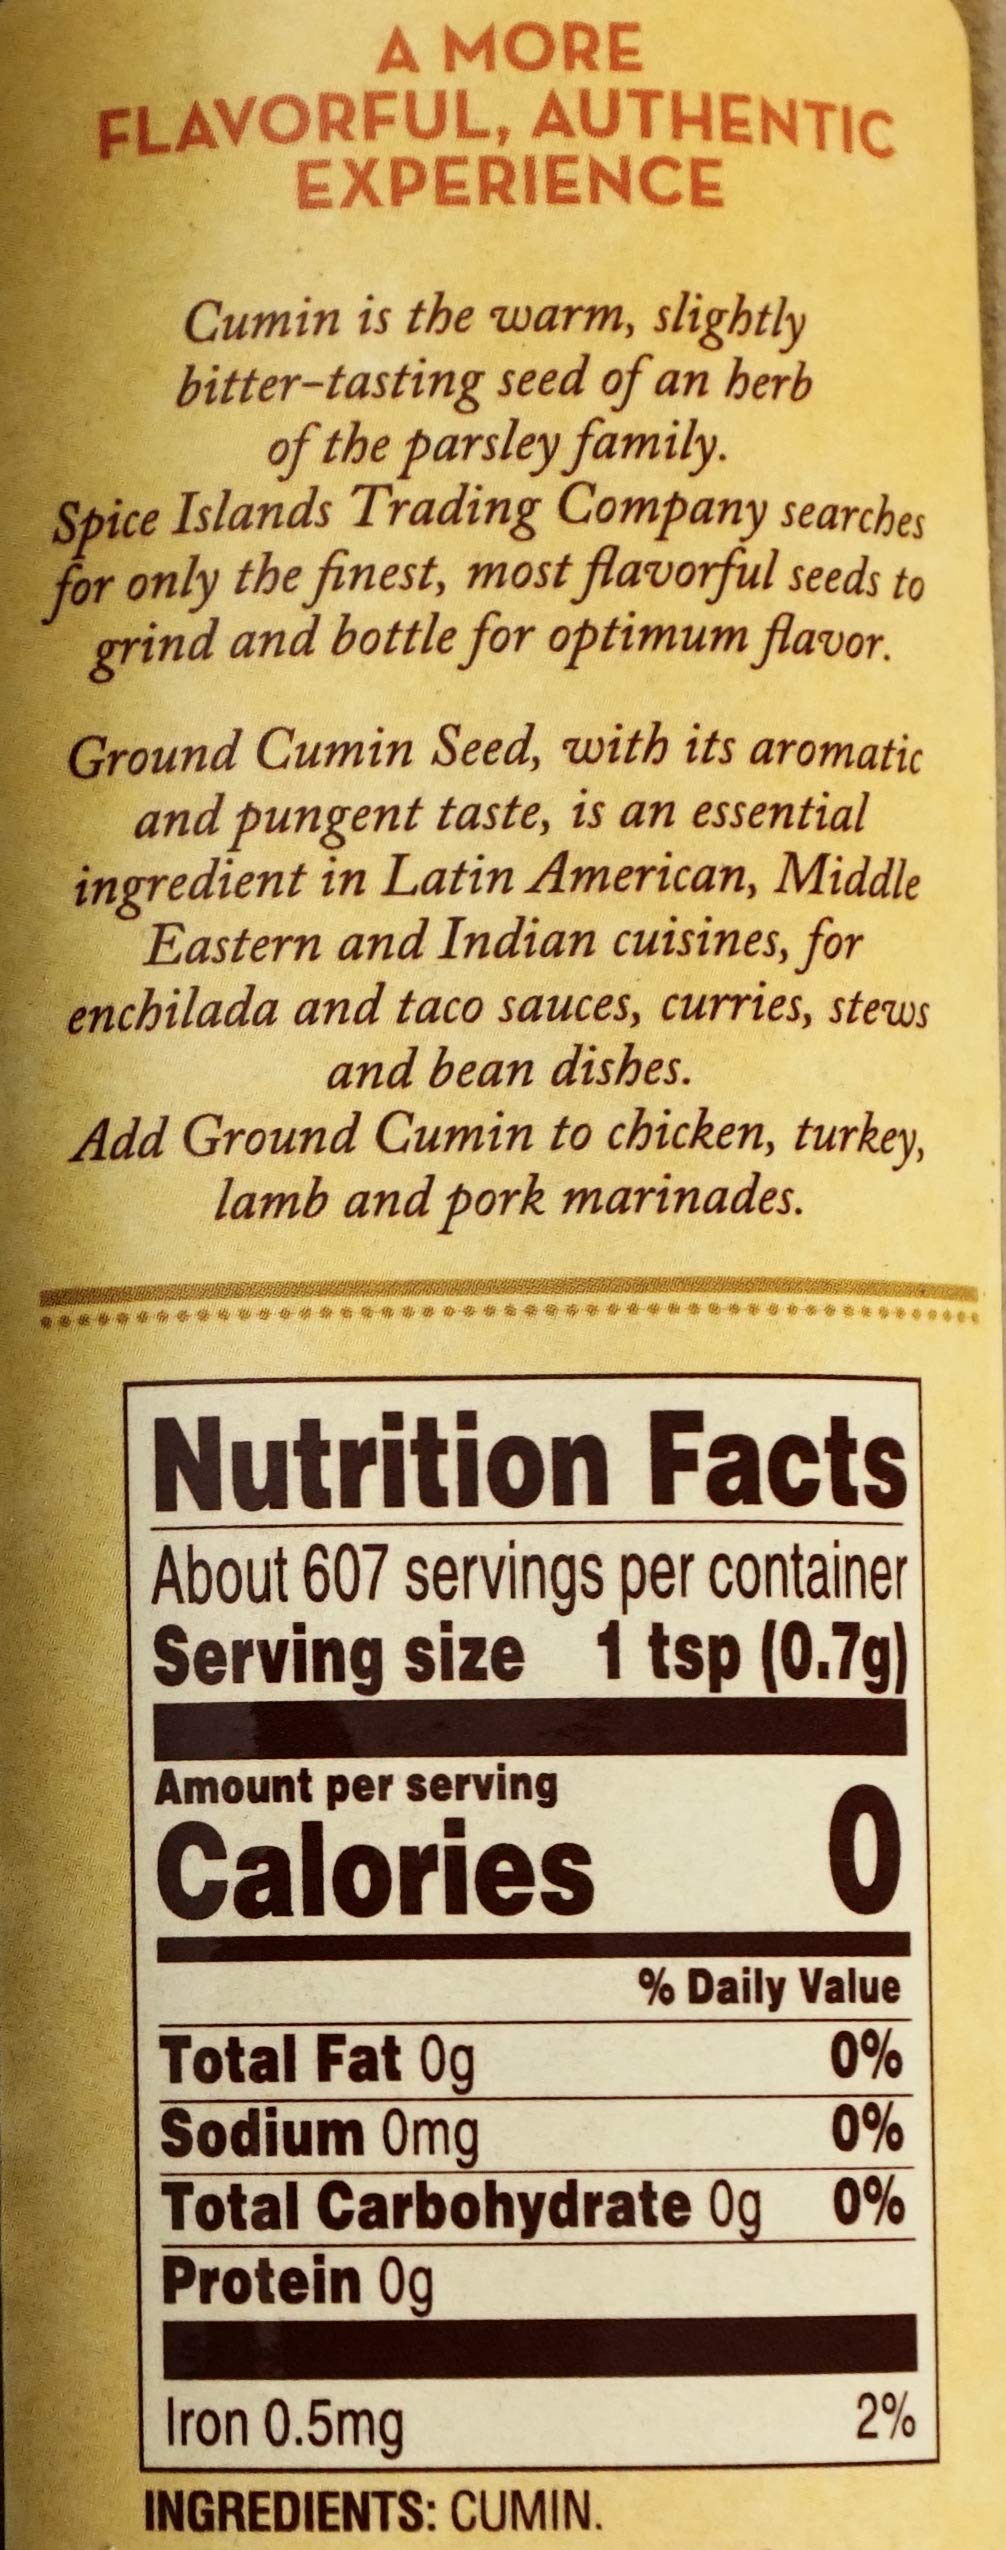 A MORE
FLAVORFUL, AUTHENTIC
EXPERIENCE
Cumin is the warm, slightly
bitter-tasting seed of an herb
of the parsley family.
Spice Islands Trading Company searches
for only the finest, most flavorful seeds to
grind and bottle for optimum flavor.
Ground Cumin Seed, with its aromatic
and pungent taste, is an essential
ingredient in Latin American, Middle
Eastern and Indian cuisines, for
enchilada and taco sauces, curries, stews
and bean dishes.
Add Ground Cumin to chicken, turkey,
lamb and pork marinades.
Nutrition Facts
About 607 servings per container
Serving size 1 tsp (0.7g)
Amount per serving
Calories 0
% Daily Value
Total Fat 0g 0%
Sodium 0mg 0%
Total Carbohydrate 0g 0%
Protein 0g
Iron 0.5mg 2%
INGREDIENTS: CUMIN.